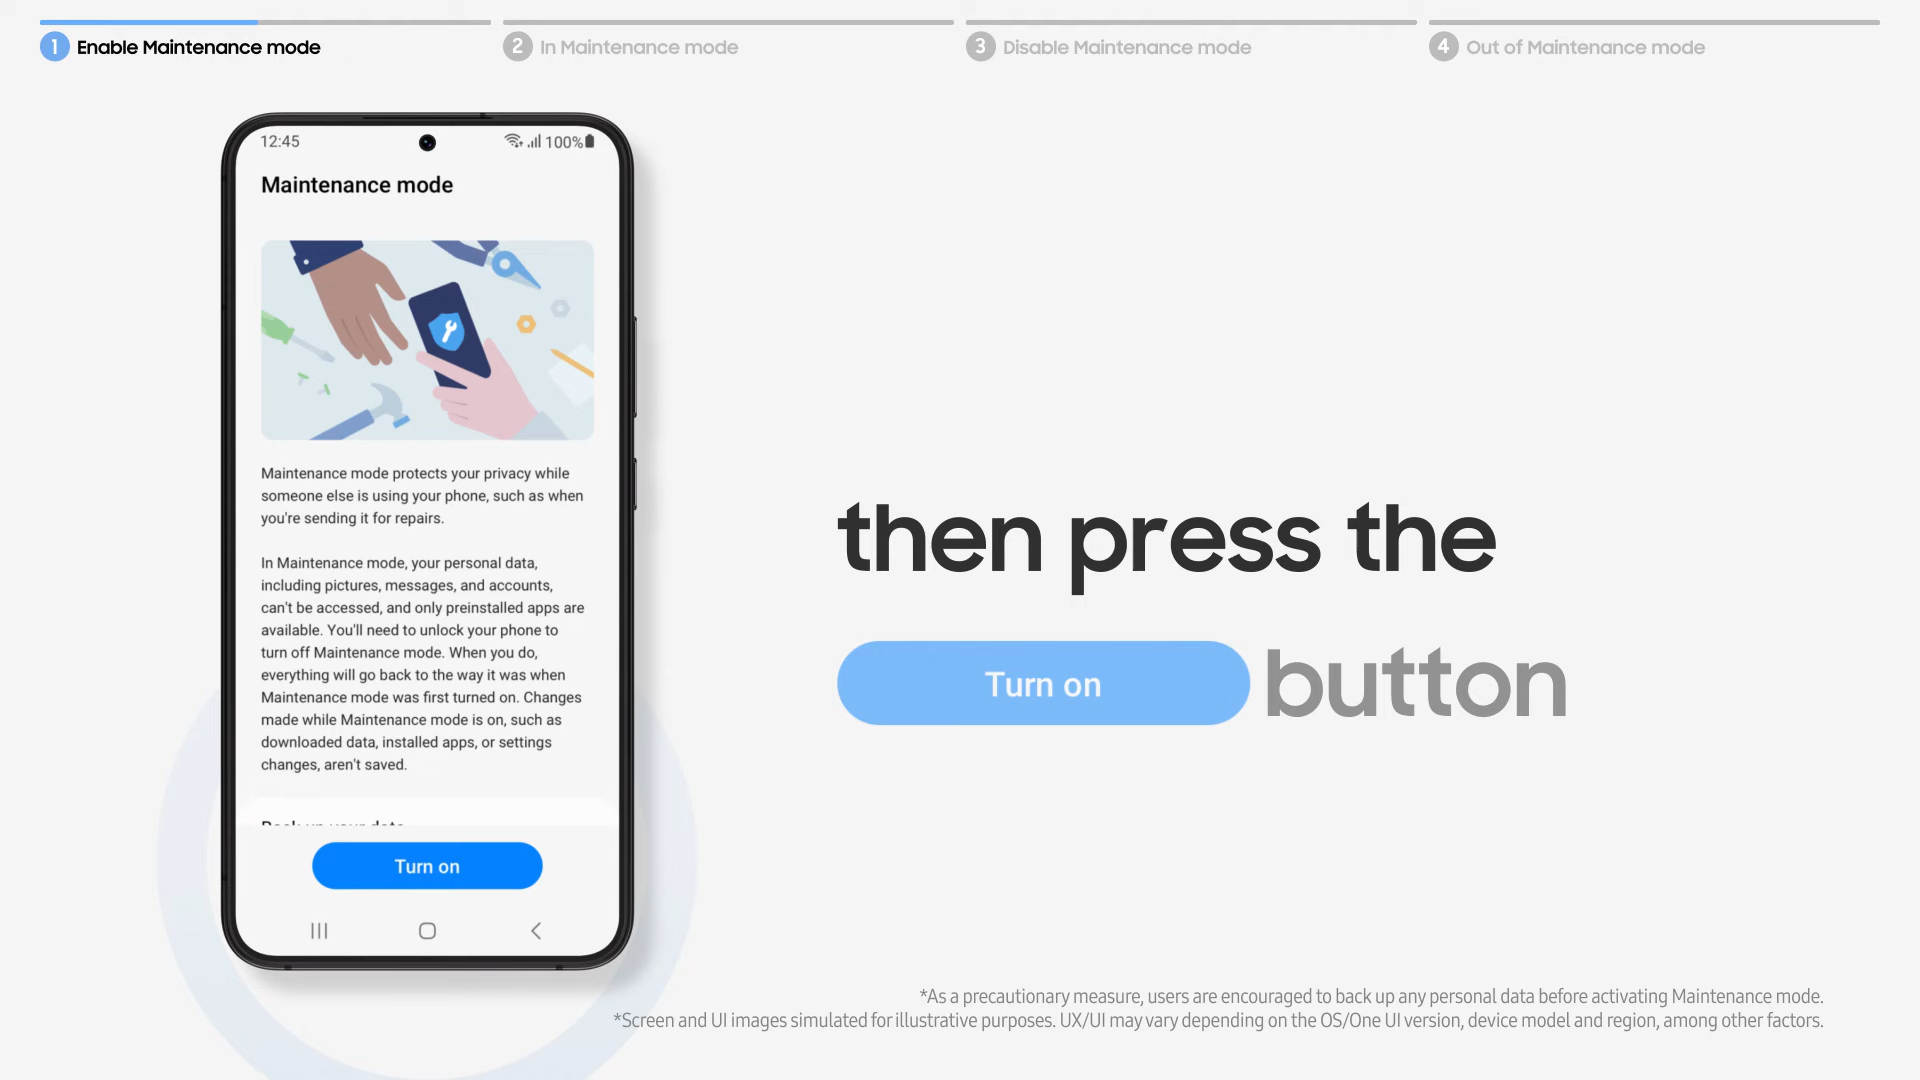 1 Enable Maintenance mode
2 In Maintenance mode
3 Disable Maintenance mode
4 Out of Maintenance mode
12:45
100%
Maintenance mode
Maintenance mode protects your privacy while
someone else is using your phone, such as when
you're sending it for repairs.
In Maintenance mode, your personal data,
including pictures, messages, and accounts,
can't be accessed, and only preinstalled apps are
available. You'll need to unlock your phone to
turn off Maintenance mode. When you do,
everything will go back to the way it was when
Maintenance mode was first turned on. Changes
made while Maintenance mode is on, such as
downloaded data, installed apps, or settings
changes, aren't saved.
Back up your data
Turn on
then press the
Turn on button
*As a precautionary measure, users are encouraged to back up any personal data before activating Maintenance mode.
*Screen and UI images simulated for illustrative purposes. UX/UI may vary depending on the OS/One UI version, device model and region, among other factors.